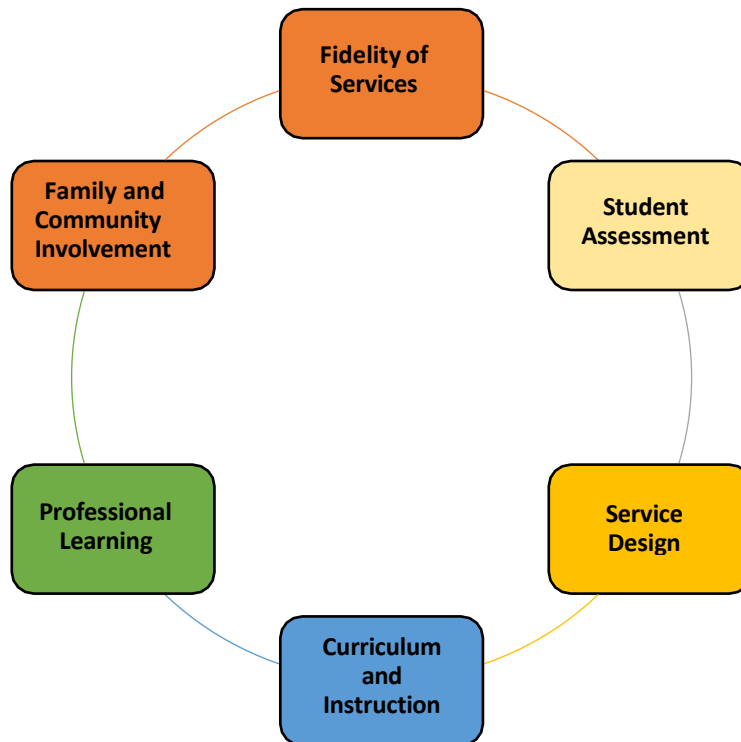 Fidelity of
Services
Student
Assessment
Service
Design
Curriculum
and
Instruction
Professional
Learning
Family and
Community
Involvement